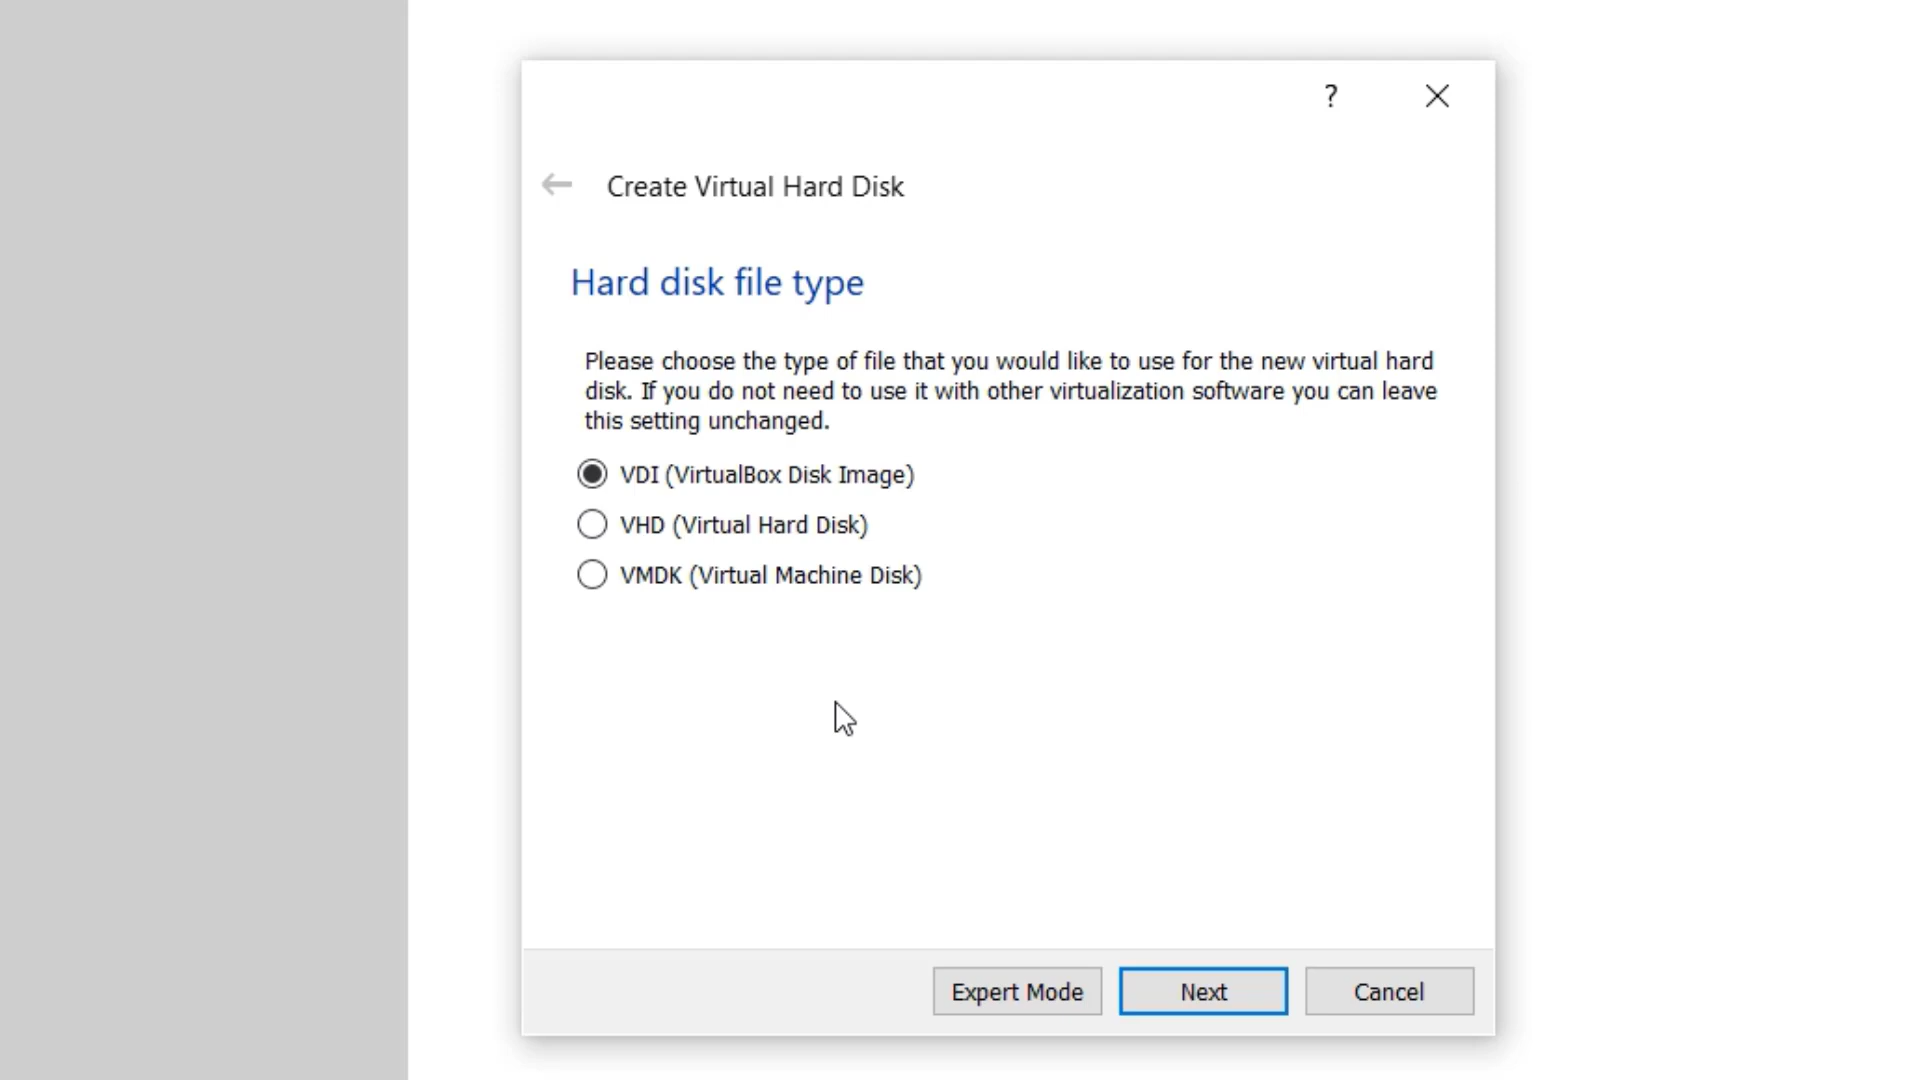 ?
Create Virtual Hard Disk
Hard disk file type
Please choose the type of file that you would like to use for the new virtual hard
disk. If you do not need to use it with other virtualization software you can leave
this setting unchanged.
VDI (VirtualBox Disk Image)
VHD (Virtual Hard Disk)
VMDK (Virtual Machine Disk)
Expert Mode
Next
Cancel